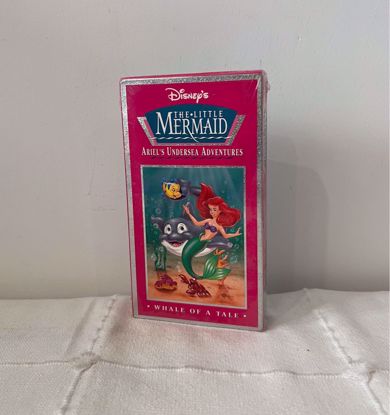 Disney's
THE•LITTLE
MERMAID
ARIEL'S UNDERSEA ADVENTURES
• WHALE OF A TALE •